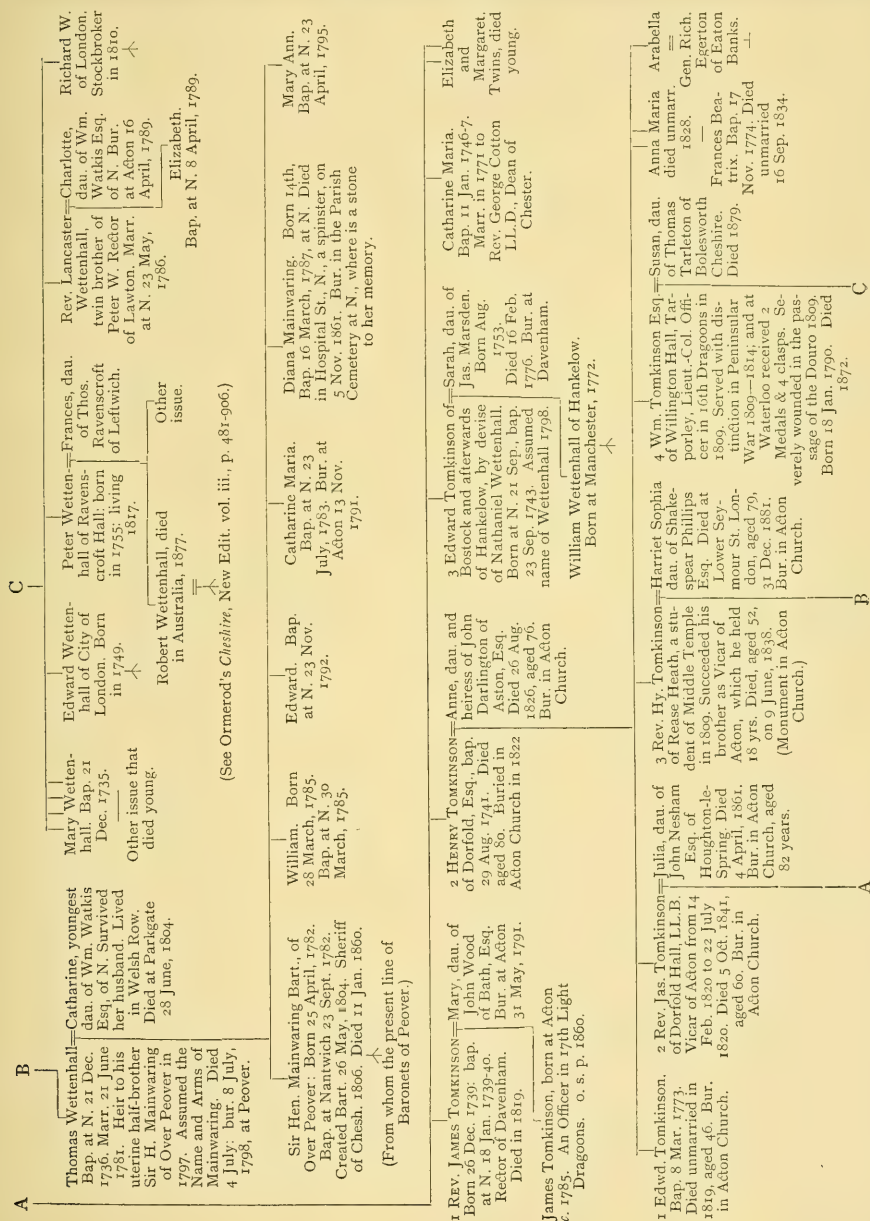 A
B
C
Thomas Wettenhall=Catharine, youngest
Bap. at N. 21 Dec.
1736. Marr. 21 June
1781. Heir to his
uterine half-brother
Sir H. Mainwaring
of Over Peover in
1797. Assumed the
Name and Arms of
Mainwaring. Died
4 July: bur. 8 July,
1798, at Peover.
dau. of Wm. Watkis
Esq, of N. Survived
her husband. Lived
in Welsh Row.
Died at Parkgate
28 June, 1804.
Mary Wetten-
hall. Bap. 21
Dec. 1735.
Other issue that
died young.
Edward Wetten-
hall of City of
London. Born
in 1749.
Peter Wetten-
hall of Ravens-
croft Hall: born
in 1755: living
1817.
=Frances, dau.
of Thos.
Ravenscroft
of Leftwich.
Robert Wettenhall, died
in Australia, 1877.
Other
issue.
Rev. Lancaster
Wettenhall,
twin brother of
Peter W. Rector
of Lawton. Marr.
at N. 23 May,
1786.
=Charlotte,
dau. of Wm.
Watkis Esq.
of N. Bur.
at Acton 16
April, 1789.
Elizabeth.
Bap. at N. 8 April, 1789.
Richard W.
of London,
Stockbroker
in 1810.
(See Ormerod's Cheshire, New Edit. vol. iii., p. 481-906.)
Sir Hen. Mainwaring Bart., of
Over Peover: Born 25 April, 1782.
Bap. at Nantwich 23 Sept. 1782.
Created Bart. 26 May, 1804. Sheriff
of Chesh. 1806. Died 11 Jan. 1860.
(From whom the present line of
Baronets of Peover.)
William. Born
28 March, 1785.
Bap. at N. 30
March, 1785.
Edward. Bap.
at N. 23 Nov.
1792.
Catharine Maria.
Bap. at N. 23
July, 1783. Bur. at
Acton 13 Nov.
1791.
Diana Mainwaring. Born 14th,
Bap. 16 March, 1787, at N. Died
in Hospital St., N., a spinster, on
5 Nov. 1861. Bur. in the Parish
Cemetery at N., where is a stone
to her memory.
Mary Ann.
Bap. at N. 23
April, 1795.
1 REV. JAMES TOMKINSON=Mary, dau. of
Born 26 Dec. 1739: bap.
at N. 18 Jan. 1739-40.
Rector of Davenham.
Died in 1819.
John Wood
of Bath, Esq.
Bur. at Acton
31 May, 1791.
James Tomkinson, born at Acton
c. 1785. An Officer in 17th Light
Dragoons. o. s. p. 1860.
2 HENRY TOMKINSON=Anne, dau. and
of Dorfold, Esq., bap.
29 Aug. 1741. Died
aged 80. Buried in
Acton Church in 1822
heiress of John
Darlington of
Aston, Esq.
Died 26 Aug.
1826, aged 76.
Bur. in Acton
Church.
3 Edward Tomkinson of=Sarah, dau. of
Bostock and afterwards
of Hankelow, by devise
of Nathaniel Wettenhall.
Born at N. 21 Sep., bap.
23 Sep. 1743. Assumed
name of Wettenhall 1798.
Jas. Marsden.
Born Aug.
1753.
Died 16 Feb.
1776. Bur. at
Davenham.
William Wettenhall of Hankelow.
Born at Manchester, 1772.
Catharine Maria.
Bap. 11 Jan. 1746-7.
Marr. in 1771 to
Rev. George Cotton
LL.D., Dean of
Chester.
Elizabeth
and
Margaret,
Twins, died
young.
1 Edwd. Tomkinson.
Bap. 8 Mar. 1773.
Died unmarried in
1819, aged 46. Bur.
in Acton Church.
2 Rev. Jas. Tomkinson=Julia, dau. of
of Dorfold Hall, LL.B.
Vicar of Acton from 14
Feb. 1820 to 22 July
1820. Died 5 Oct. 1841,
aged 60. Bur. in
Acton Church.
John Nesham
Esq. of
Houghton-le-
Spring. Died
4 April, 1861.
Bur. in Acton
Church, aged
82 years.
3 Rev. Hy. Tomkinson=Harriet Sophia
of Rease Heath, a stu-
dent of Middle Temple
in 1809. Succeeded his
brother as Vicar of
Acton, which he held
18 yrs. Died, aged 52,
on 9 June, 1838.
(Monument in Acton
Church.)
dau. of Shake-
spear Phillips
Esq. Died at
Lower Sey-
mour St. Lon-
don, aged 79,
31 Dec. 1881.
Bur. in Acton
Church.
4 Wm. Tomkinson Esq.=Susan, dau.
of Willington Hall, Tar-
porley, Lieut.-Col. Offi-
cer in 16th Dragoons in
1809. Served with dis-
tinction in Peninsular
War 1809—1814; and at
Waterloo received 2
Medals & 4 clasps. Se-
verely wounded in the pas-
sage of the Douro 1809.
Born 18 Jan. 1790. Died
1872.
of Thomas
Tarleton of
Bolesworth
Cheshire.
Died 1879.
Anna Maria
died unmarr.
1828.
Frances Bea-
trix. Bap. 17
Nov. 1774. Died
unmarried
16 Sep. 1834.
Arabella
=
Gen. Rich.
Egerton
of Eaton
Banks.
A
B
C